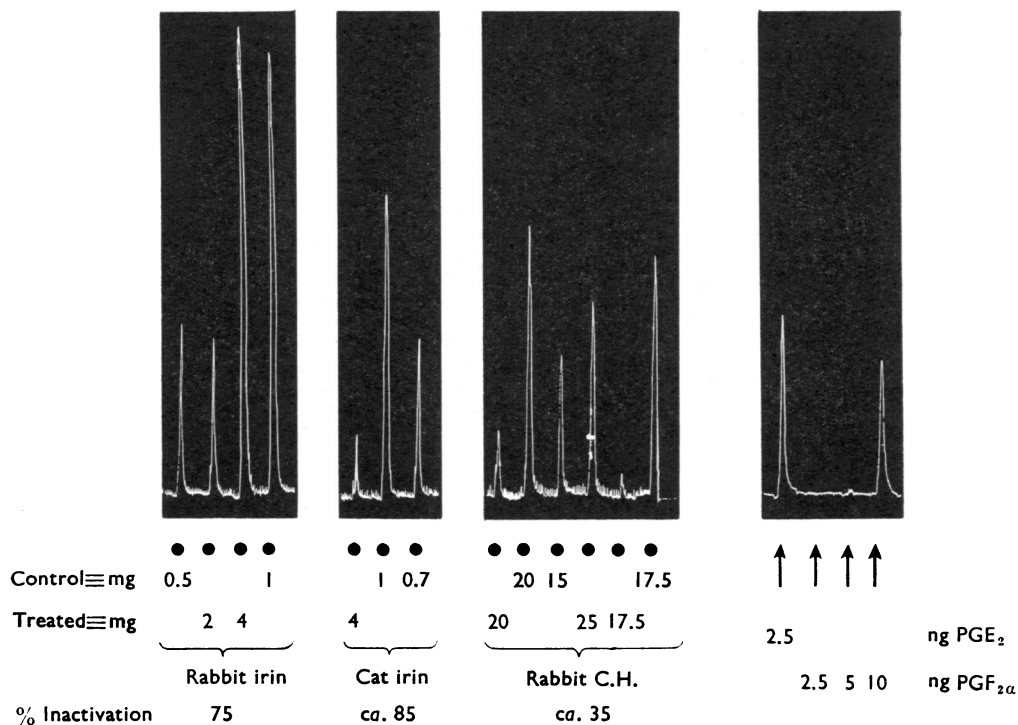 Control≡mg 0.5 1 1 0.7 20 15 17.5
Treated≡mg 2 4 4 20 25 17.5
2.5 ng PGE₂
Rabbit irin Cat irin Rabbit C.H.
2.5 5 10 ng PGF₂α
% Inactivation 75 ca. 85 ca. 35